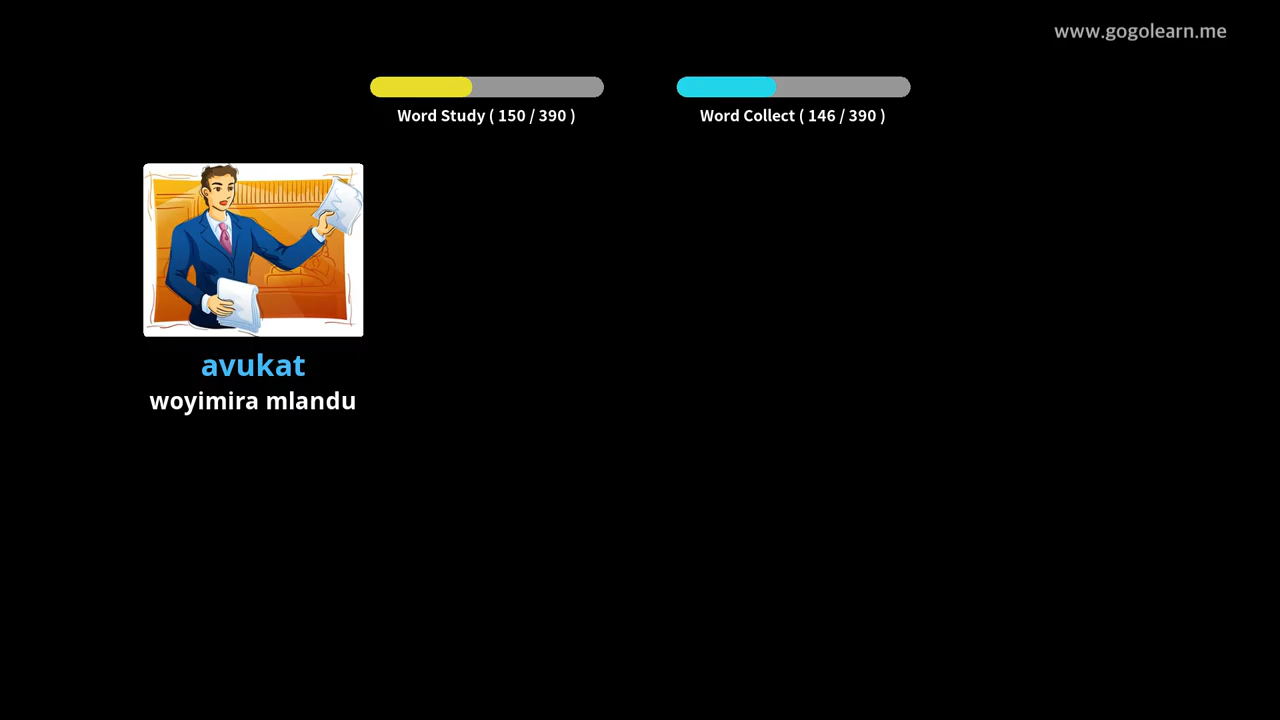 www.gogolearn.me
Word Study ( 150 / 390 )
Word Collect ( 146 / 390 )
avukat
woyimira mlandu